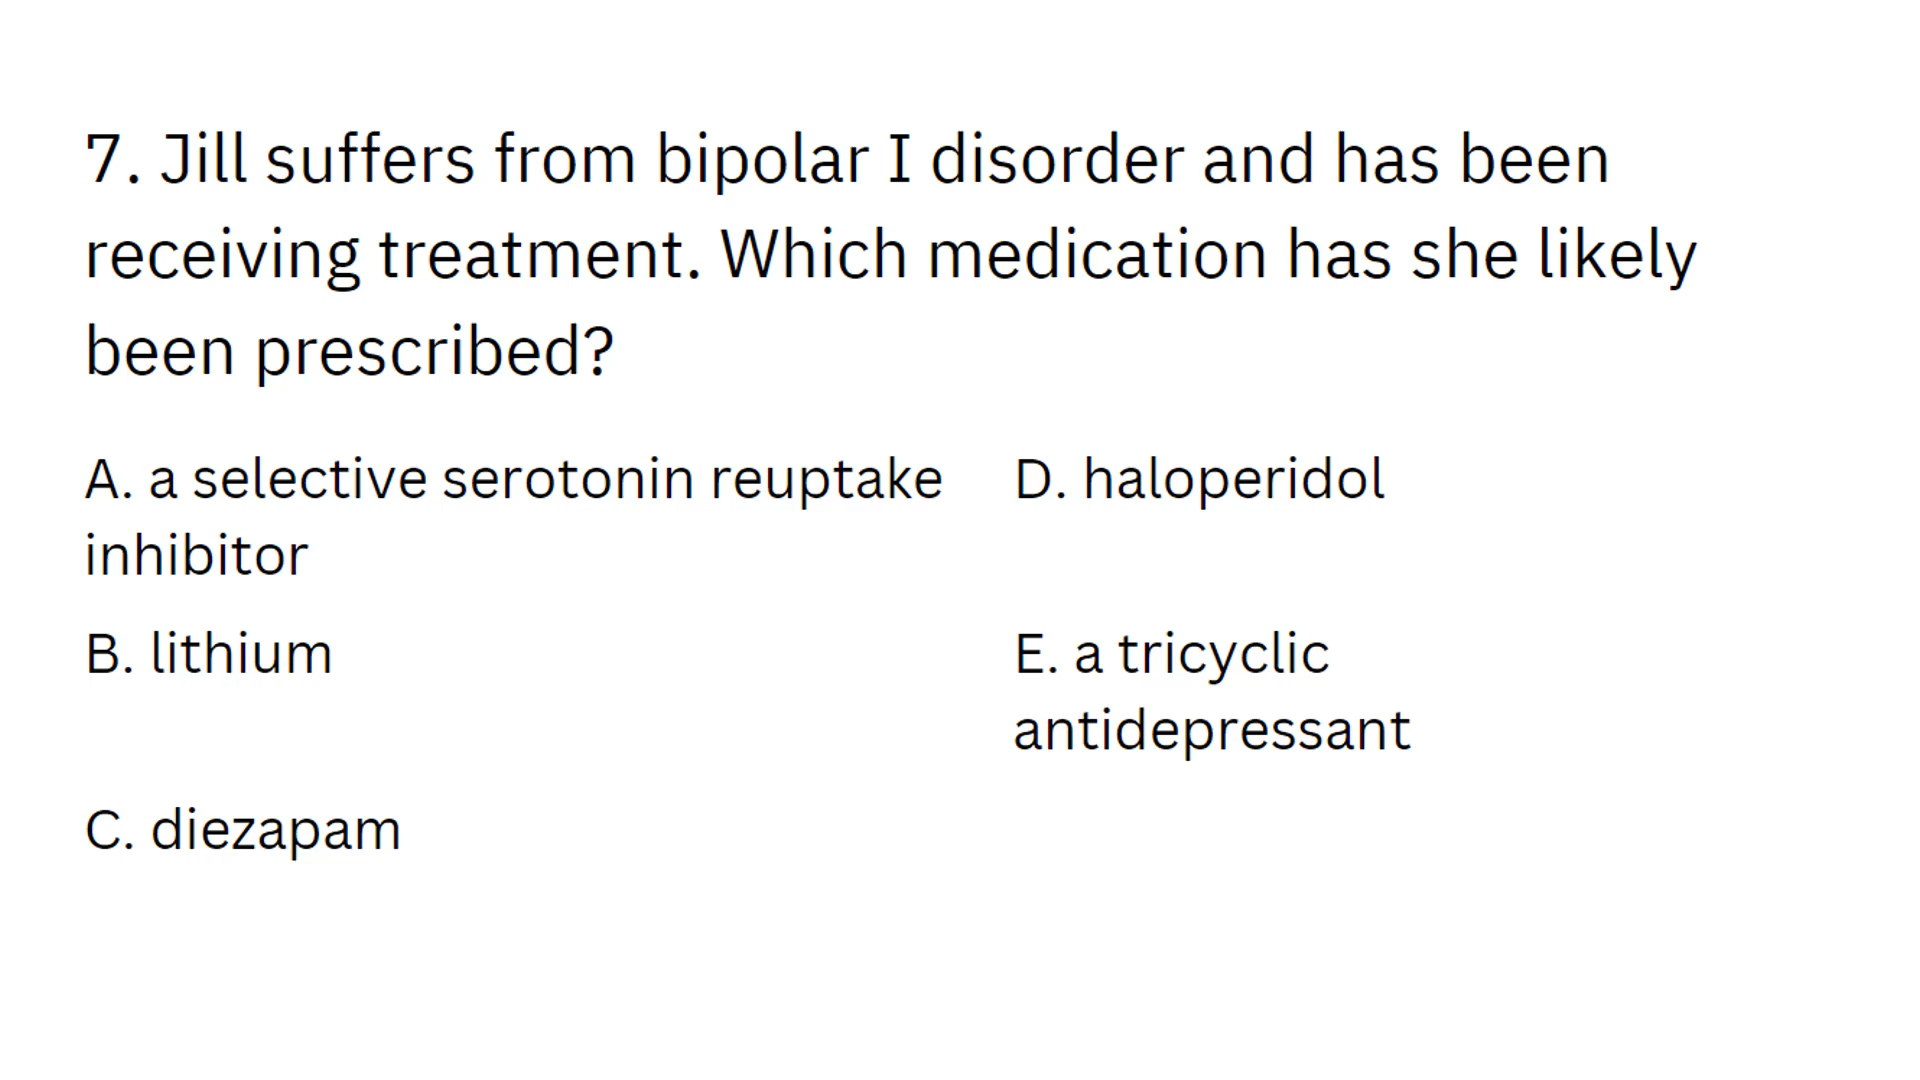 7. Jill suffers from bipolar I disorder and has been
receiving treatment. Which medication has she likely
been prescribed?
A. a selective serotonin reuptake
inhibitor
B. lithium
C. diezapam
D. haloperidol
E. a tricyclic
antidepressant